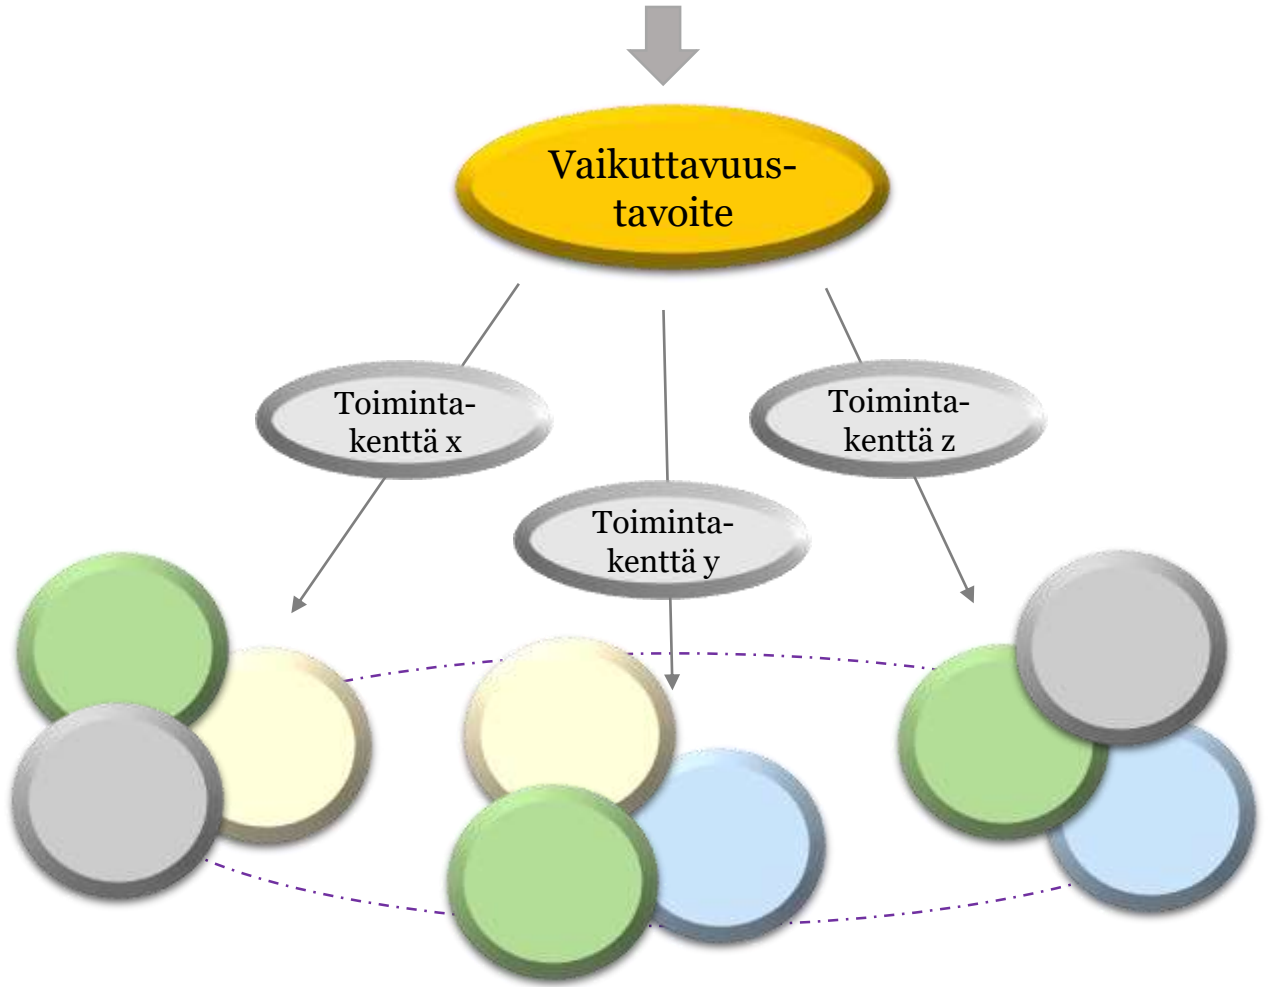 Vaikuttavuus-
tavoite
Toiminta-
kenttä x
Toiminta-
kenttä z
Toiminta-
kenttä y